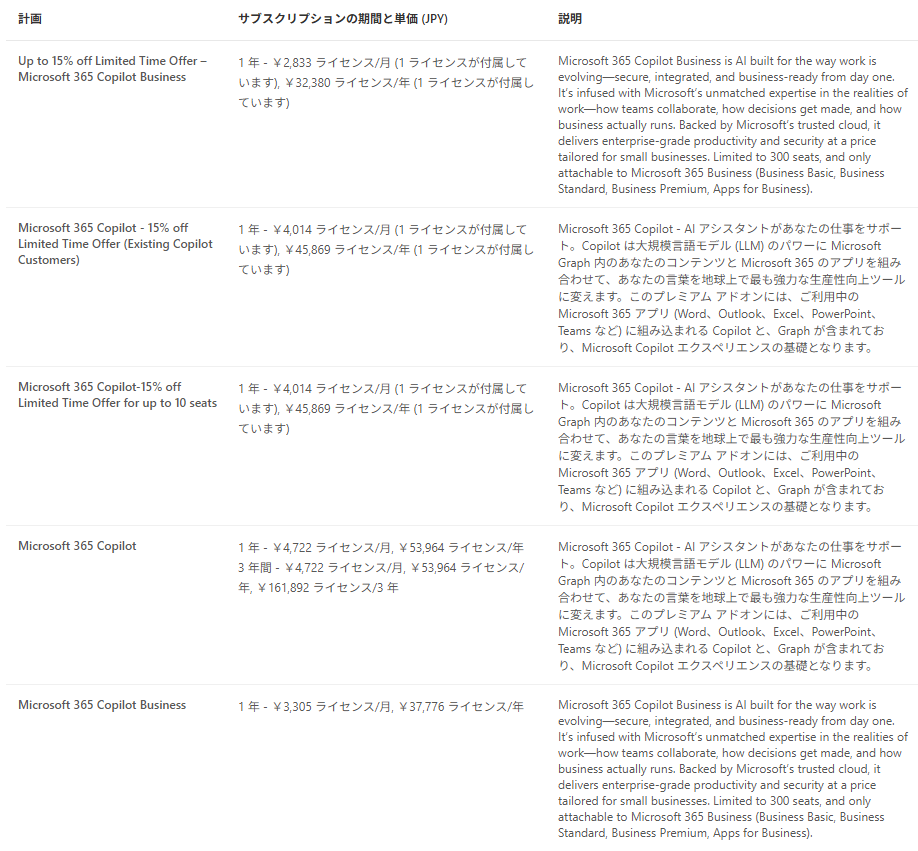 計画
サブスクリプションの期間と単価 (JPY)
説明
Up to 15% off Limited Time Offer –
Microsoft 365 Copilot Business
1 年 - ￥2,833 ライセンス/月 (1 ライセンスが付属して
います), ￥32,380 ライセンス/年 (1 ライセンスが付属し
ています)
Microsoft 365 Copilot Business is AI built for the way work is
evolving—secure, integrated, and business-ready from day one.
It's infused with Microsoft's unmatched expertise in the realities of
work—how teams collaborate, how decisions get made, and how
business actually runs. Backed by Microsoft's trusted cloud, it
delivers enterprise-grade productivity and security at a price
tailored for small businesses. Limited to 300 seats, and only
attachable to Microsoft 365 Business (Business Basic, Business
Standard, Business Premium, Apps for Business).
Microsoft 365 Copilot - 15% off
Limited Time Offer (Existing Copilot
Customers)
1 年 - ￥4,014 ライセンス/月 (1 ライセンスが付属して
います), ￥45,869 ライセンス/年 (1 ライセンスが付属し
ています)
Microsoft 365 Copilot - AI アシスタントがあなたの仕事をサポー
ト。Copilot は大規模言語モデル (LLM) のパワーに Microsoft
Graph 内のあなたのコンテンツと Microsoft 365 のアプリを組み
合わせて、あなたの言葉を地球上で最も強力な生産性向上ツール
に変えます。このプレミアム アドオンには、ご利用中の
Microsoft 365 アプリ (Word、Outlook、Excel、PowerPoint、
Teams など) に組み込まれる Copilot と、Graph が含まれてお
り、Microsoft Copilot エクスペリエンスの基礎となります。
Microsoft 365 Copilot-15% off
Limited Time Offer for up to 10 seats
1 年 - ￥4,014 ライセンス/月 (1 ライセンスが付属して
います), ￥45,869 ライセンス/年 (1 ライセンスが付属し
ています)
Microsoft 365 Copilot - AI アシスタントがあなたの仕事をサポー
ト。Copilot は大規模言語モデル (LLM) のパワーに Microsoft
Graph 内のあなたのコンテンツと Microsoft 365 のアプリを組み
合わせて、あなたの言葉を地球上で最も強力な生産性向上ツール
に変えます。このプレミアム アドオンには、ご利用中の
Microsoft 365 アプリ (Word、Outlook、Excel、PowerPoint、
Teams など) に組み込まれる Copilot と、Graph が含まれてお
り、Microsoft Copilot エクスペリエンスの基礎となります。
Microsoft 365 Copilot
1 年 - ￥4,722 ライセンス/月, ￥53,964 ライセンス/年
3 年間 - ￥4,722 ライセンス/月, ￥53,964 ライセンス/
年, ￥161,892 ライセンス/3 年
Microsoft 365 Copilot - AI アシスタントがあなたの仕事をサポー
ト。Copilot は大規模言語モデル (LLM) のパワーに Microsoft
Graph 内のあなたのコンテンツと Microsoft 365 のアプリを組み
合わせて、あなたの言葉を地球上で最も強力な生産性向上ツール
に変えます。このプレミアム アドオンには、ご利用中の
Microsoft 365 アプリ (Word、Outlook、Excel、PowerPoint、
Teams など) に組み込まれる Copilot と、Graph が含まれてお
り、Microsoft Copilot エクスペリエンスの基礎となります。
Microsoft 365 Copilot Business
1 年 - ￥3,305 ライセンス/月, ￥37,776 ライセンス/年
Microsoft 365 Copilot Business is AI built for the way work is
evolving—secure, integrated, and business-ready from day one.
It's infused with Microsoft's unmatched expertise in the realities of
work—how teams collaborate, how decisions get made, and how
business actually runs. Backed by Microsoft's trusted cloud, it
delivers enterprise-grade productivity and security at a price
tailored for small businesses. Limited to 300 seats, and only
attachable to Microsoft 365 Business (Business Basic, Business
Standard, Business Premium, Apps for Business).